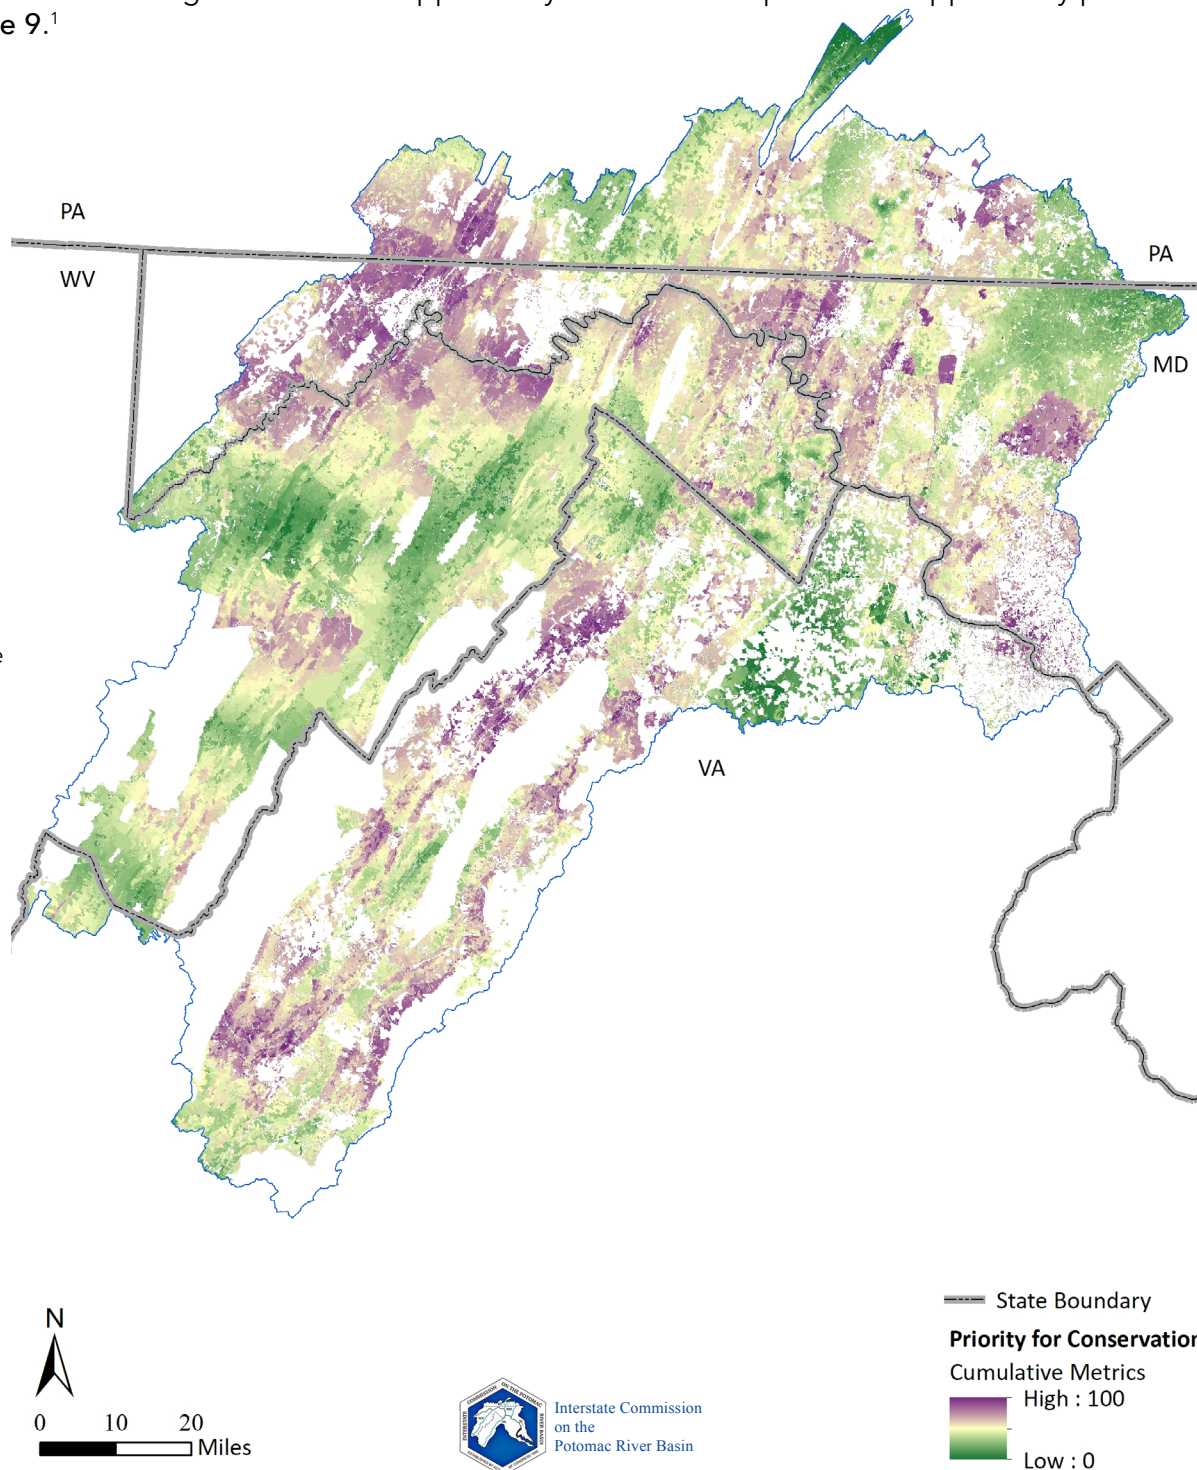 e 9.¹
PA
WV
PA
MD
e
VA
N
0 10 20
Miles
Interstate Commission
on the
Potomac River Basin
State Boundary
Priority for Conservation
Cumulative Metrics
High : 100
Low : 0